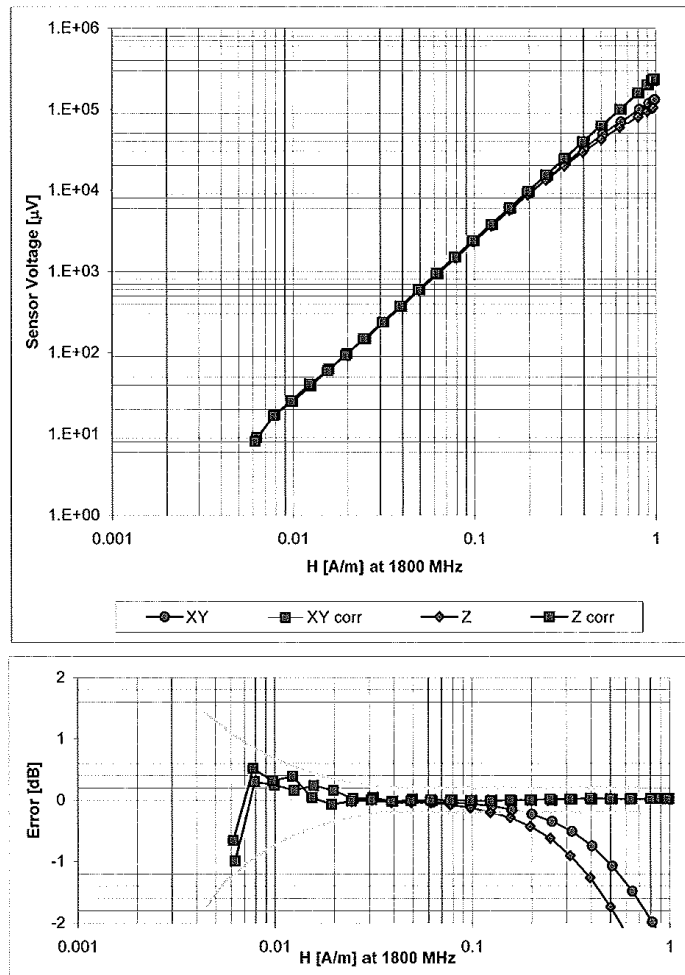 1.E+06
1.E+05
1.E+04
1.E+03
1.E+02
1.E+01
1.E+00
Sensor Voltage [µV]
0.001 0.01 0.1 1
H [A/m] at 1800 MHz
XY XY corr Z Z corr
2
1
0
-1
-2
Error [dB]
0.001 0.01 0.1 1
H [A/m] at 1800 MHz